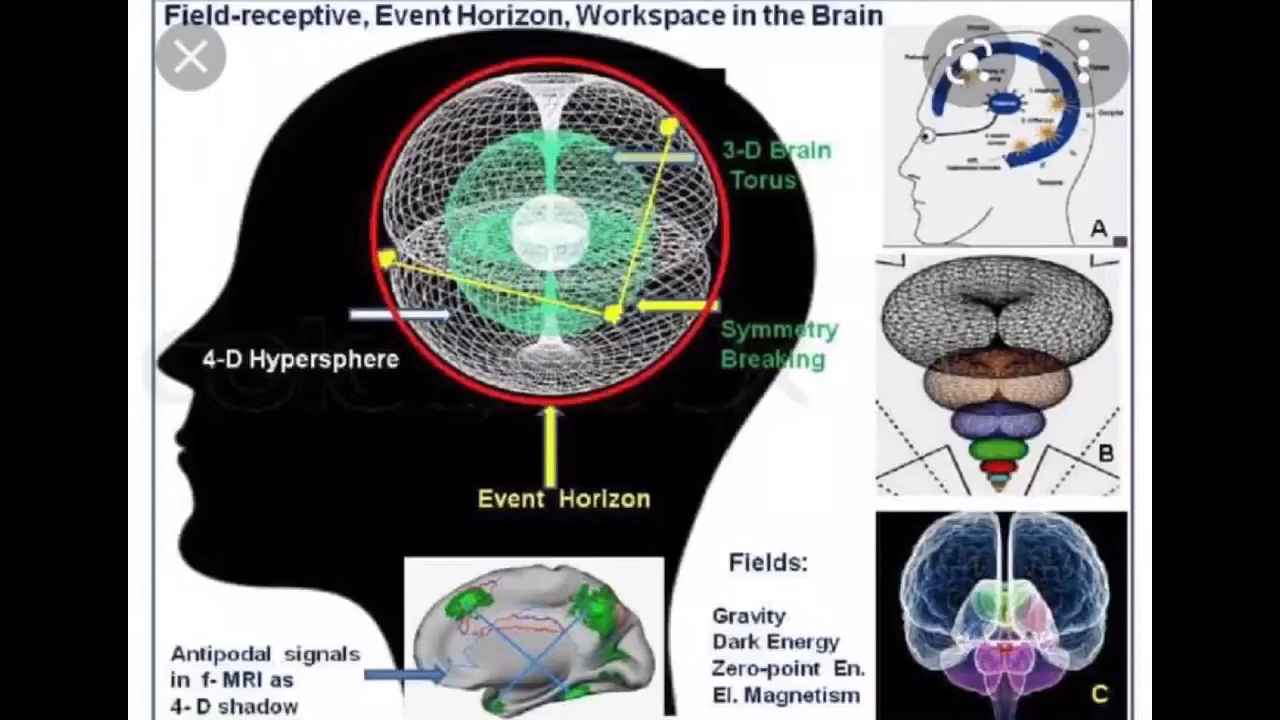 Field-receptive, Event Horizon, Workspace in the Brain
3-D Brain
Torus
A
Symmetry
Breaking
4-D Hypersphere
B
Event Horizon
Fields:
Gravity
Dark Energy
Zero-point En.
El. Magnetism
Antipodal signals
in f- MRI as
4- D shadow
C